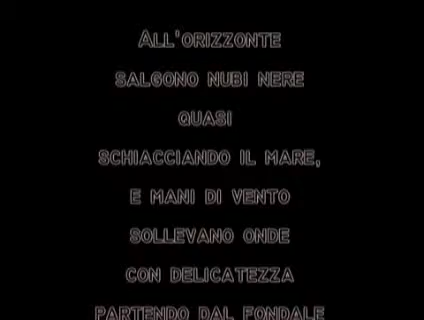 All'orizzonte
salgono nubi nere
quasi
schiacciando il mare,
e mani di vento
sollevano onde
con delicatezza
partendo dal fondale